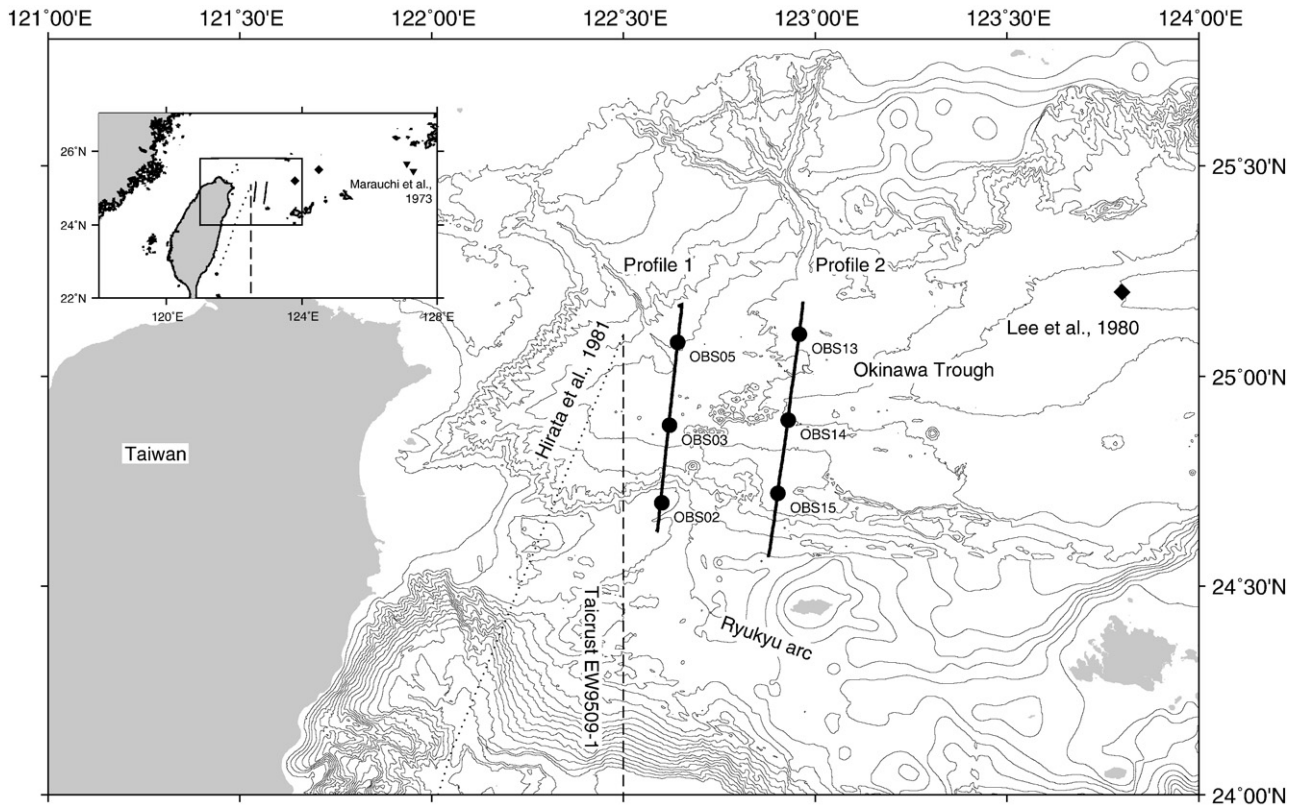 121˚00'E
121˚30'E
122˚00'E
122˚30'E
123˚00'E
123˚30'E
124˚00'E
26˚N
24˚N
22˚N
120˚E
124˚E
128˚E
Marauchi et al.,
1973
25˚30'N
25˚00'N
24˚30'N
24˚00'N
Profile 1
Profile 2
Lee et al., 1980
Hirata et al., 1981
OBS05
OBS13
Okinawa Trough
OBS03
OBS14
Taiwan
OBS02
OBS15
Taicrust EW9509-1
Ryukyu arc